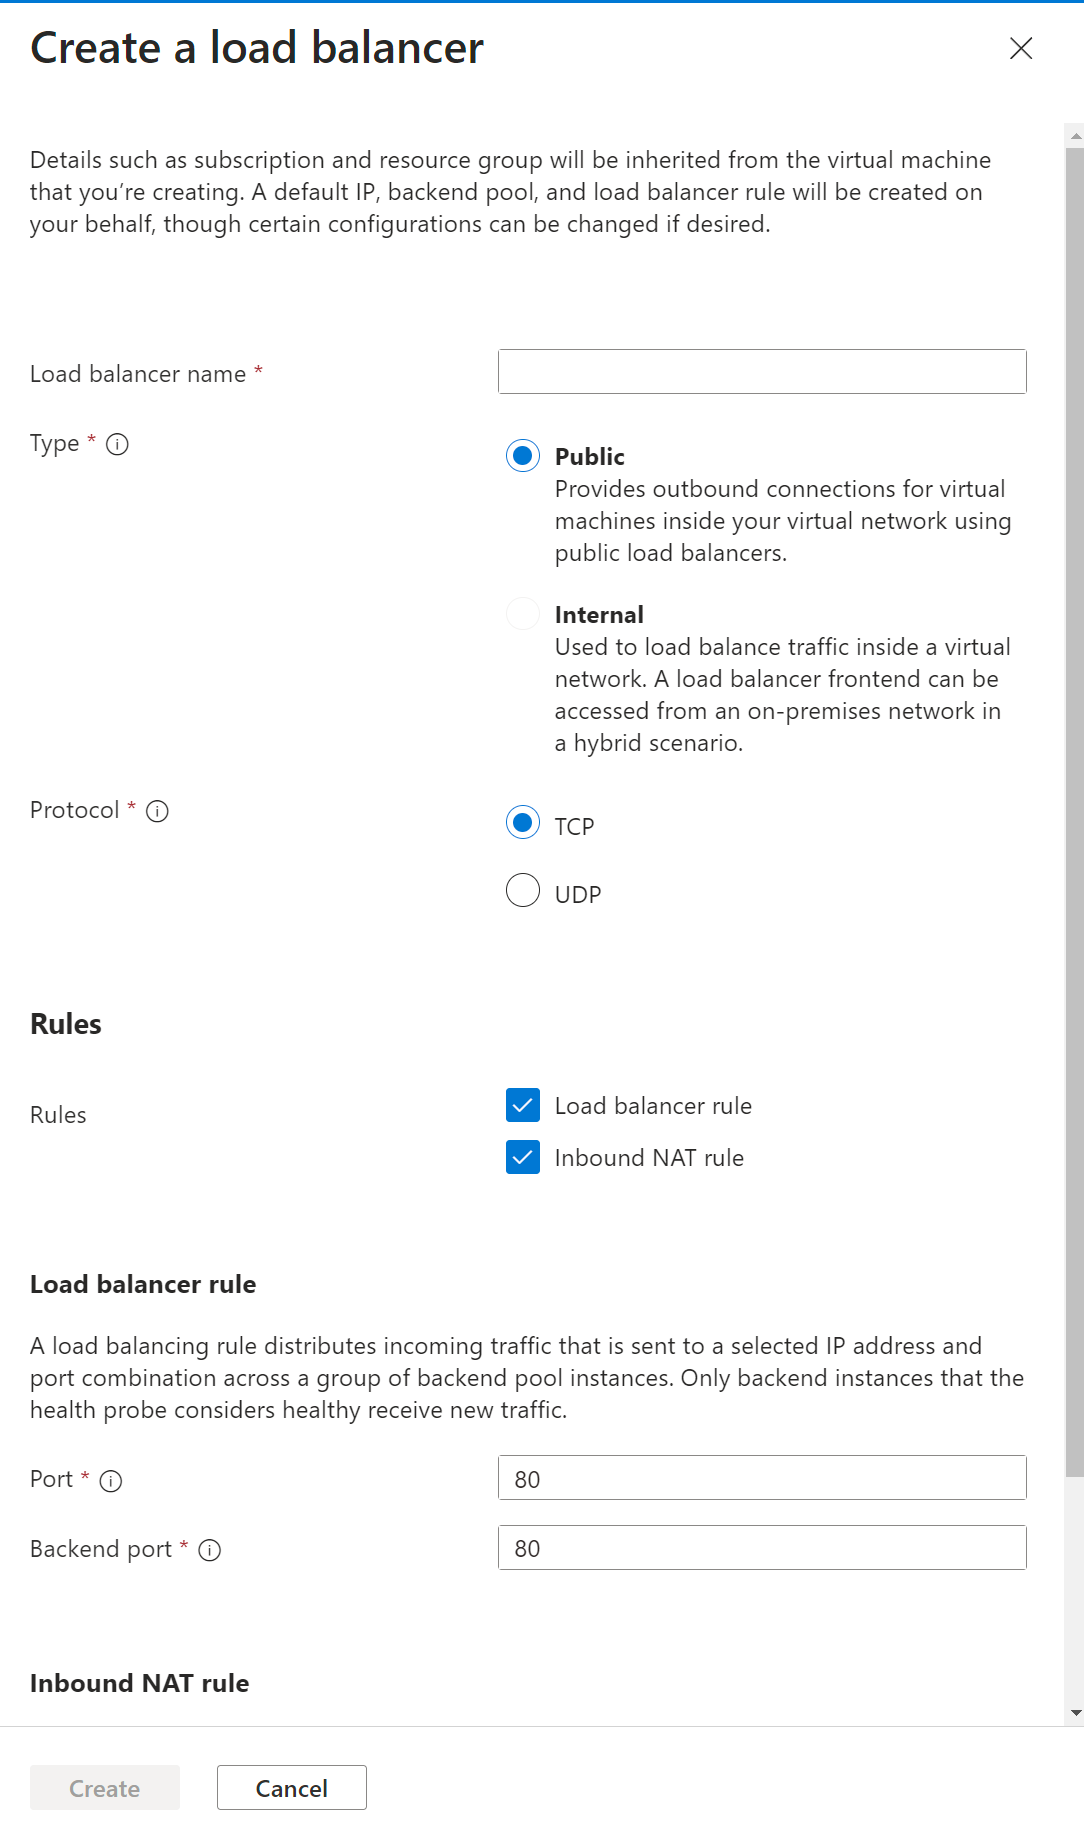 Create a load balancer
Details such as subscription and resource group will be inherited from the virtual machine
that you’re creating. A default IP, backend pool, and load balancer rule will be created on
your behalf, though certain configurations can be changed if desired.
Load balancer name *
Type *
Public
Provides outbound connections for virtual
machines inside your virtual network using
public load balancers.
Internal
Used to load balance traffic inside a virtual
network. A load balancer frontend can be
accessed from an on-premises network in
a hybrid scenario.
Protocol *
TCP
UDP
Rules
Rules
Load balancer rule
Inbound NAT rule
Load balancer rule
A load balancing rule distributes incoming traffic that is sent to a selected IP address and
port combination across a group of backend pool instances. Only backend instances that the
health probe considers healthy receive new traffic.
Port *
80
Backend port *
80
Inbound NAT rule
Create
Cancel